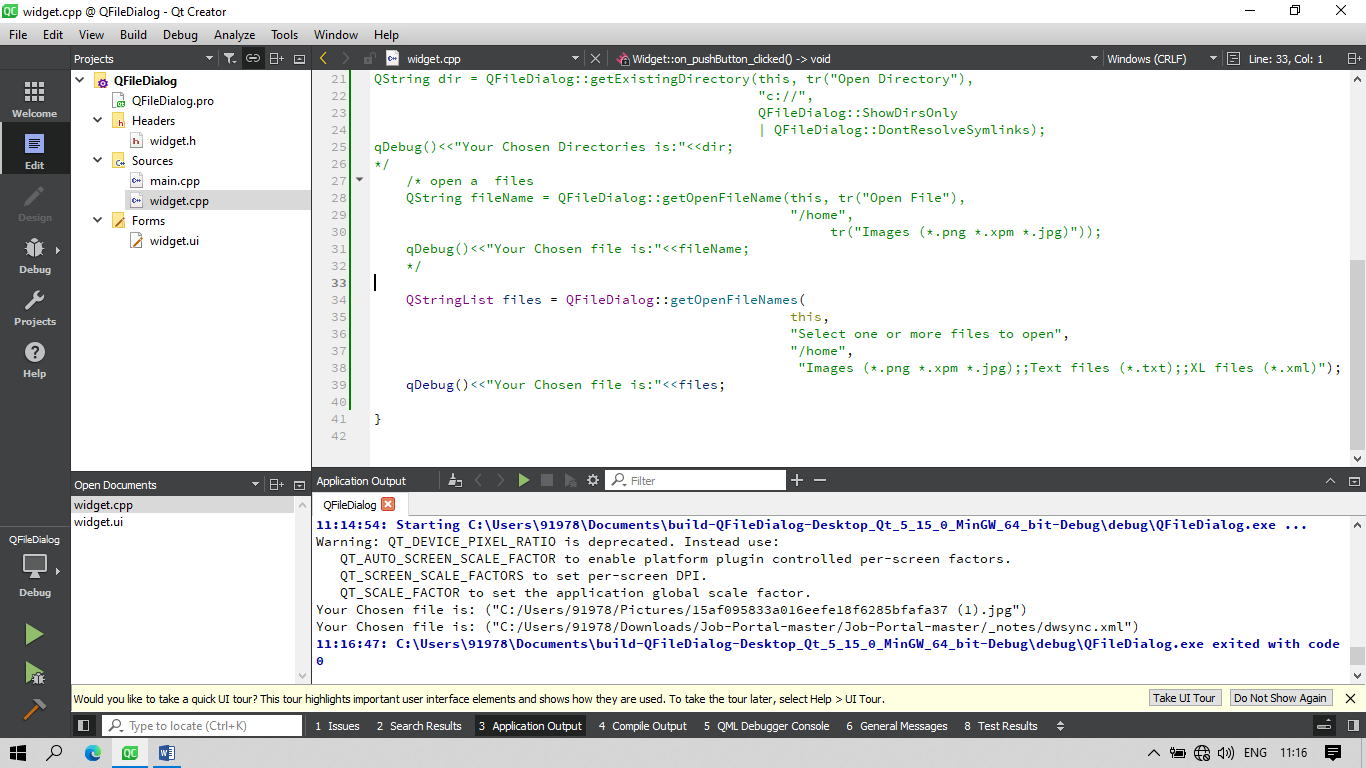 QC widget.cpp @ QFileDialog - Qt Creator
File Edit View Build Debug Analyze Tools Window Help
Projects
widget.cpp
Widget::on_pushButton_clicked() -> void
Windows (CRLF)
Line: 33, Col: 1
Welcome
Edit
Design
Debug
Projects
Help
QFileDialog
Debug
QFileDialog
QFileDialog.pro
Headers
widget.h
Sources
main.cpp
widget.cpp
Forms
widget.ui
Open Documents
widget.cpp
widget.ui
21 QString dir = QFileDialog::getExistingDirectory(this, tr("Open Directory"),
22 "c://",
23 QFileDialog::ShowDirsOnly
24 | QFileDialog::DontResolveSymlinks);
25 qDebug()<<"Your Chosen Directories is:"<<dir;
26 */
27 /* open a  files
28 QString fileName = QFileDialog::getOpenFileName(this, tr("Open File"),
29 "/home",
30 tr("Images (*.png *.xpm *.jpg)"));
31 qDebug()<<"Your Chosen file is:"<<fileName;
32 */
33
34 QStringList files = QFileDialog::getOpenFileNames(
35 this,
36 "Select one or more files to open",
37 "/home",
38 "Images (*.png *.xpm *.jpg);;Text files (*.txt);;XL files (*.xml)");
39 qDebug()<<"Your Chosen file is:"<<files;
40
41 }
42
Application Output
Filter
QFileDialog
11:14:54: Starting C:\Users\91978\Documents\build-QFileDialog-Desktop_Qt_5_15_0_MinGW_64_bit-Debug\debug\QFileDialog.exe ...
Warning: QT_DEVICE_PIXEL_RATIO is deprecated. Instead use:
QT_AUTO_SCREEN_SCALE_FACTOR to enable platform plugin controlled per-screen factors.
QT_SCREEN_SCALE_FACTORS to set per-screen DPI.
QT_SCALE_FACTOR to set the application global scale factor.
Your Chosen file is: ("C:/Users/91978/Pictures/15af095833a016eefe18f6285bfafa37 (1).jpg")
Your Chosen file is: ("C:/Users/91978/Downloads/Job-Portal-master/Job-Portal-master/_notes/dwsync.xml")
11:16:47: C:\Users\91978\Documents\build-QFileDialog-Desktop_Qt_5_15_0_MinGW_64_bit-Debug\debug\QFileDialog.exe exited with code
0
Would you like to take a quick UI tour? This tour highlights important user interface elements and shows how they are used. To take the tour later, select Help > UI Tour.
Take UI Tour
Do Not Show Again
Type to locate (Ctrl+K)
1 Issues 2 Search Results 3 Application Output 4 Compile Output 5 QML Debugger Console 6 General Messages 8 Test Results
QC
ENG 11:16